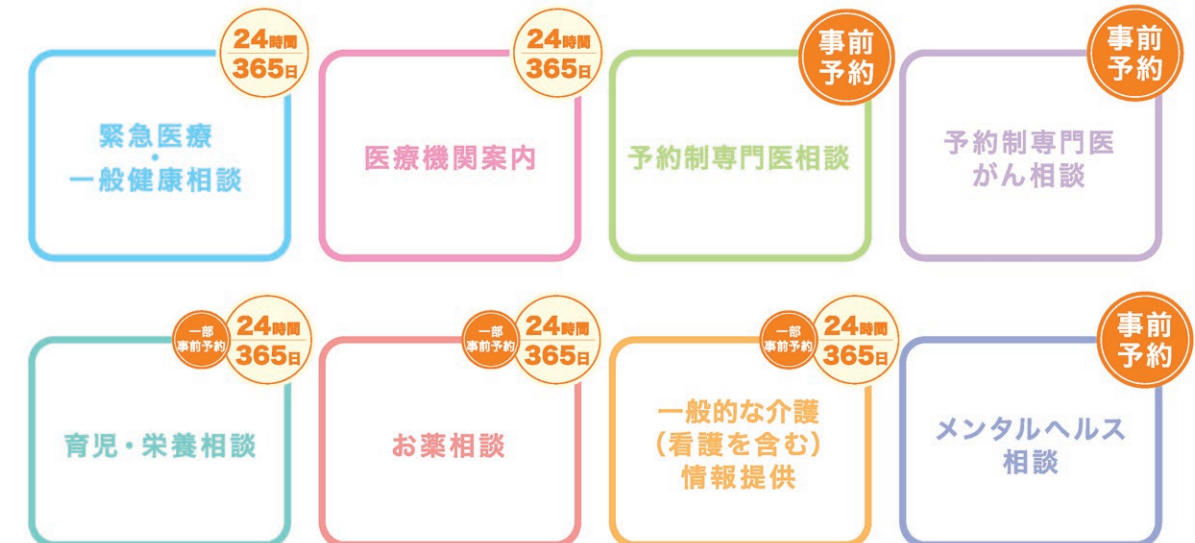 24時間
365日
緊急医療
・
一般健康相談
24時間
365日
医療機関案内
事前
予約
予約制専門医相談
事前
予約
予約制専門医
がん相談
一部
事前予約
24時間
365日
育児・栄養相談
一部
事前予約
24時間
365日
お薬相談
一部
事前予約
24時間
365日
一般的な介護
(看護を含む)
情報提供
事前
予約
メンタルヘルス
相談